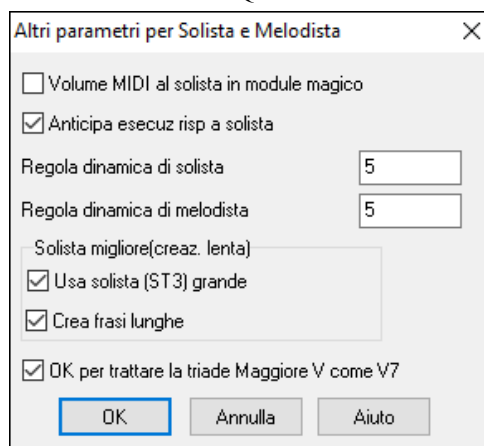 Altri parametri per Solista e Melodista
Volume MIDI al solista in module magico
Anticipa esecuz risp a solista
Regola dinamica di solista 5
Regola dinamica di melodista 5
Solista migliore(creaz. lenta)
Usa solista (ST3) grande
Crea frasi lunghe
OK per trattare la triade Maggiore V come V7
OK Annulla Aiuto